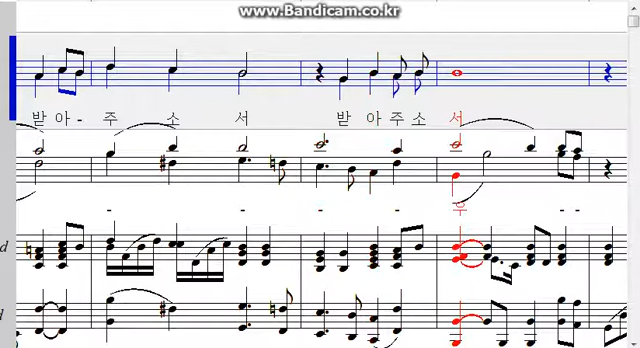 www.Bandicam.co.kr
받 아 - 주 소 서 받 아 주 소 서
- - - - 우 - -
d
d